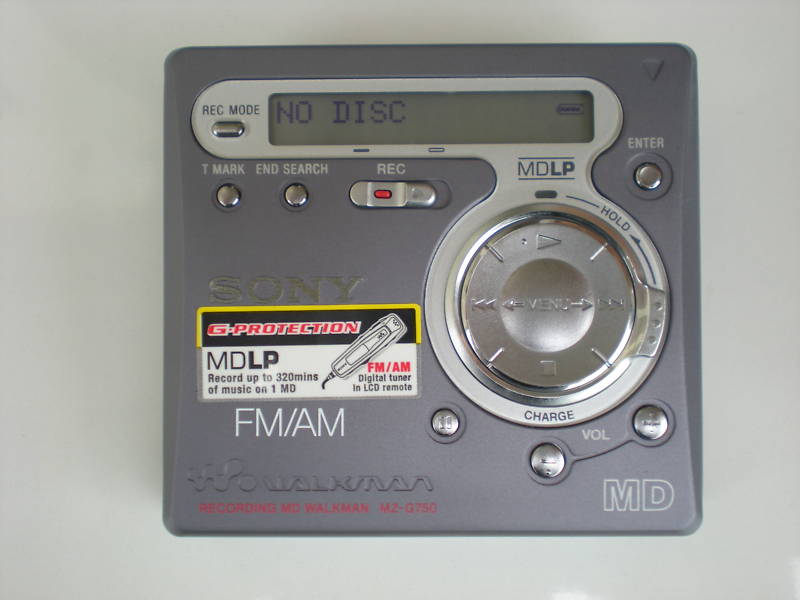 REC MODE
NO DISC
T MARK
END SEARCH
REC
MDLP
ENTER
HOLD
SONY
MENU
G-PROTECTION
MDLP
Record up to 320mins
of music on 1 MD
FM/AM
Digital tuner
in LCD remote
FM/AM
CHARGE
VOL
WALKMAN
MD
RECORDING MD WALKMAN MZ-G750